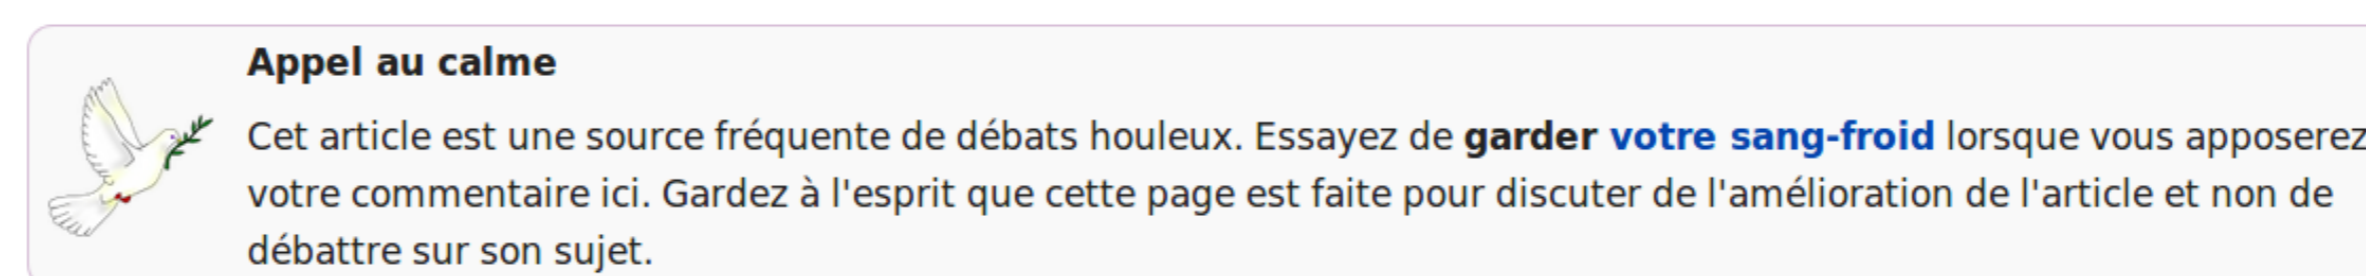 Appel au calme
Cet article est une source fréquente de débats houleux. Essayez de garder votre sang-froid lorsque vous apposerez
votre commentaire ici. Gardez à l'esprit que cette page est faite pour discuter de l'amélioration de l'article et non de
débattre sur son sujet.